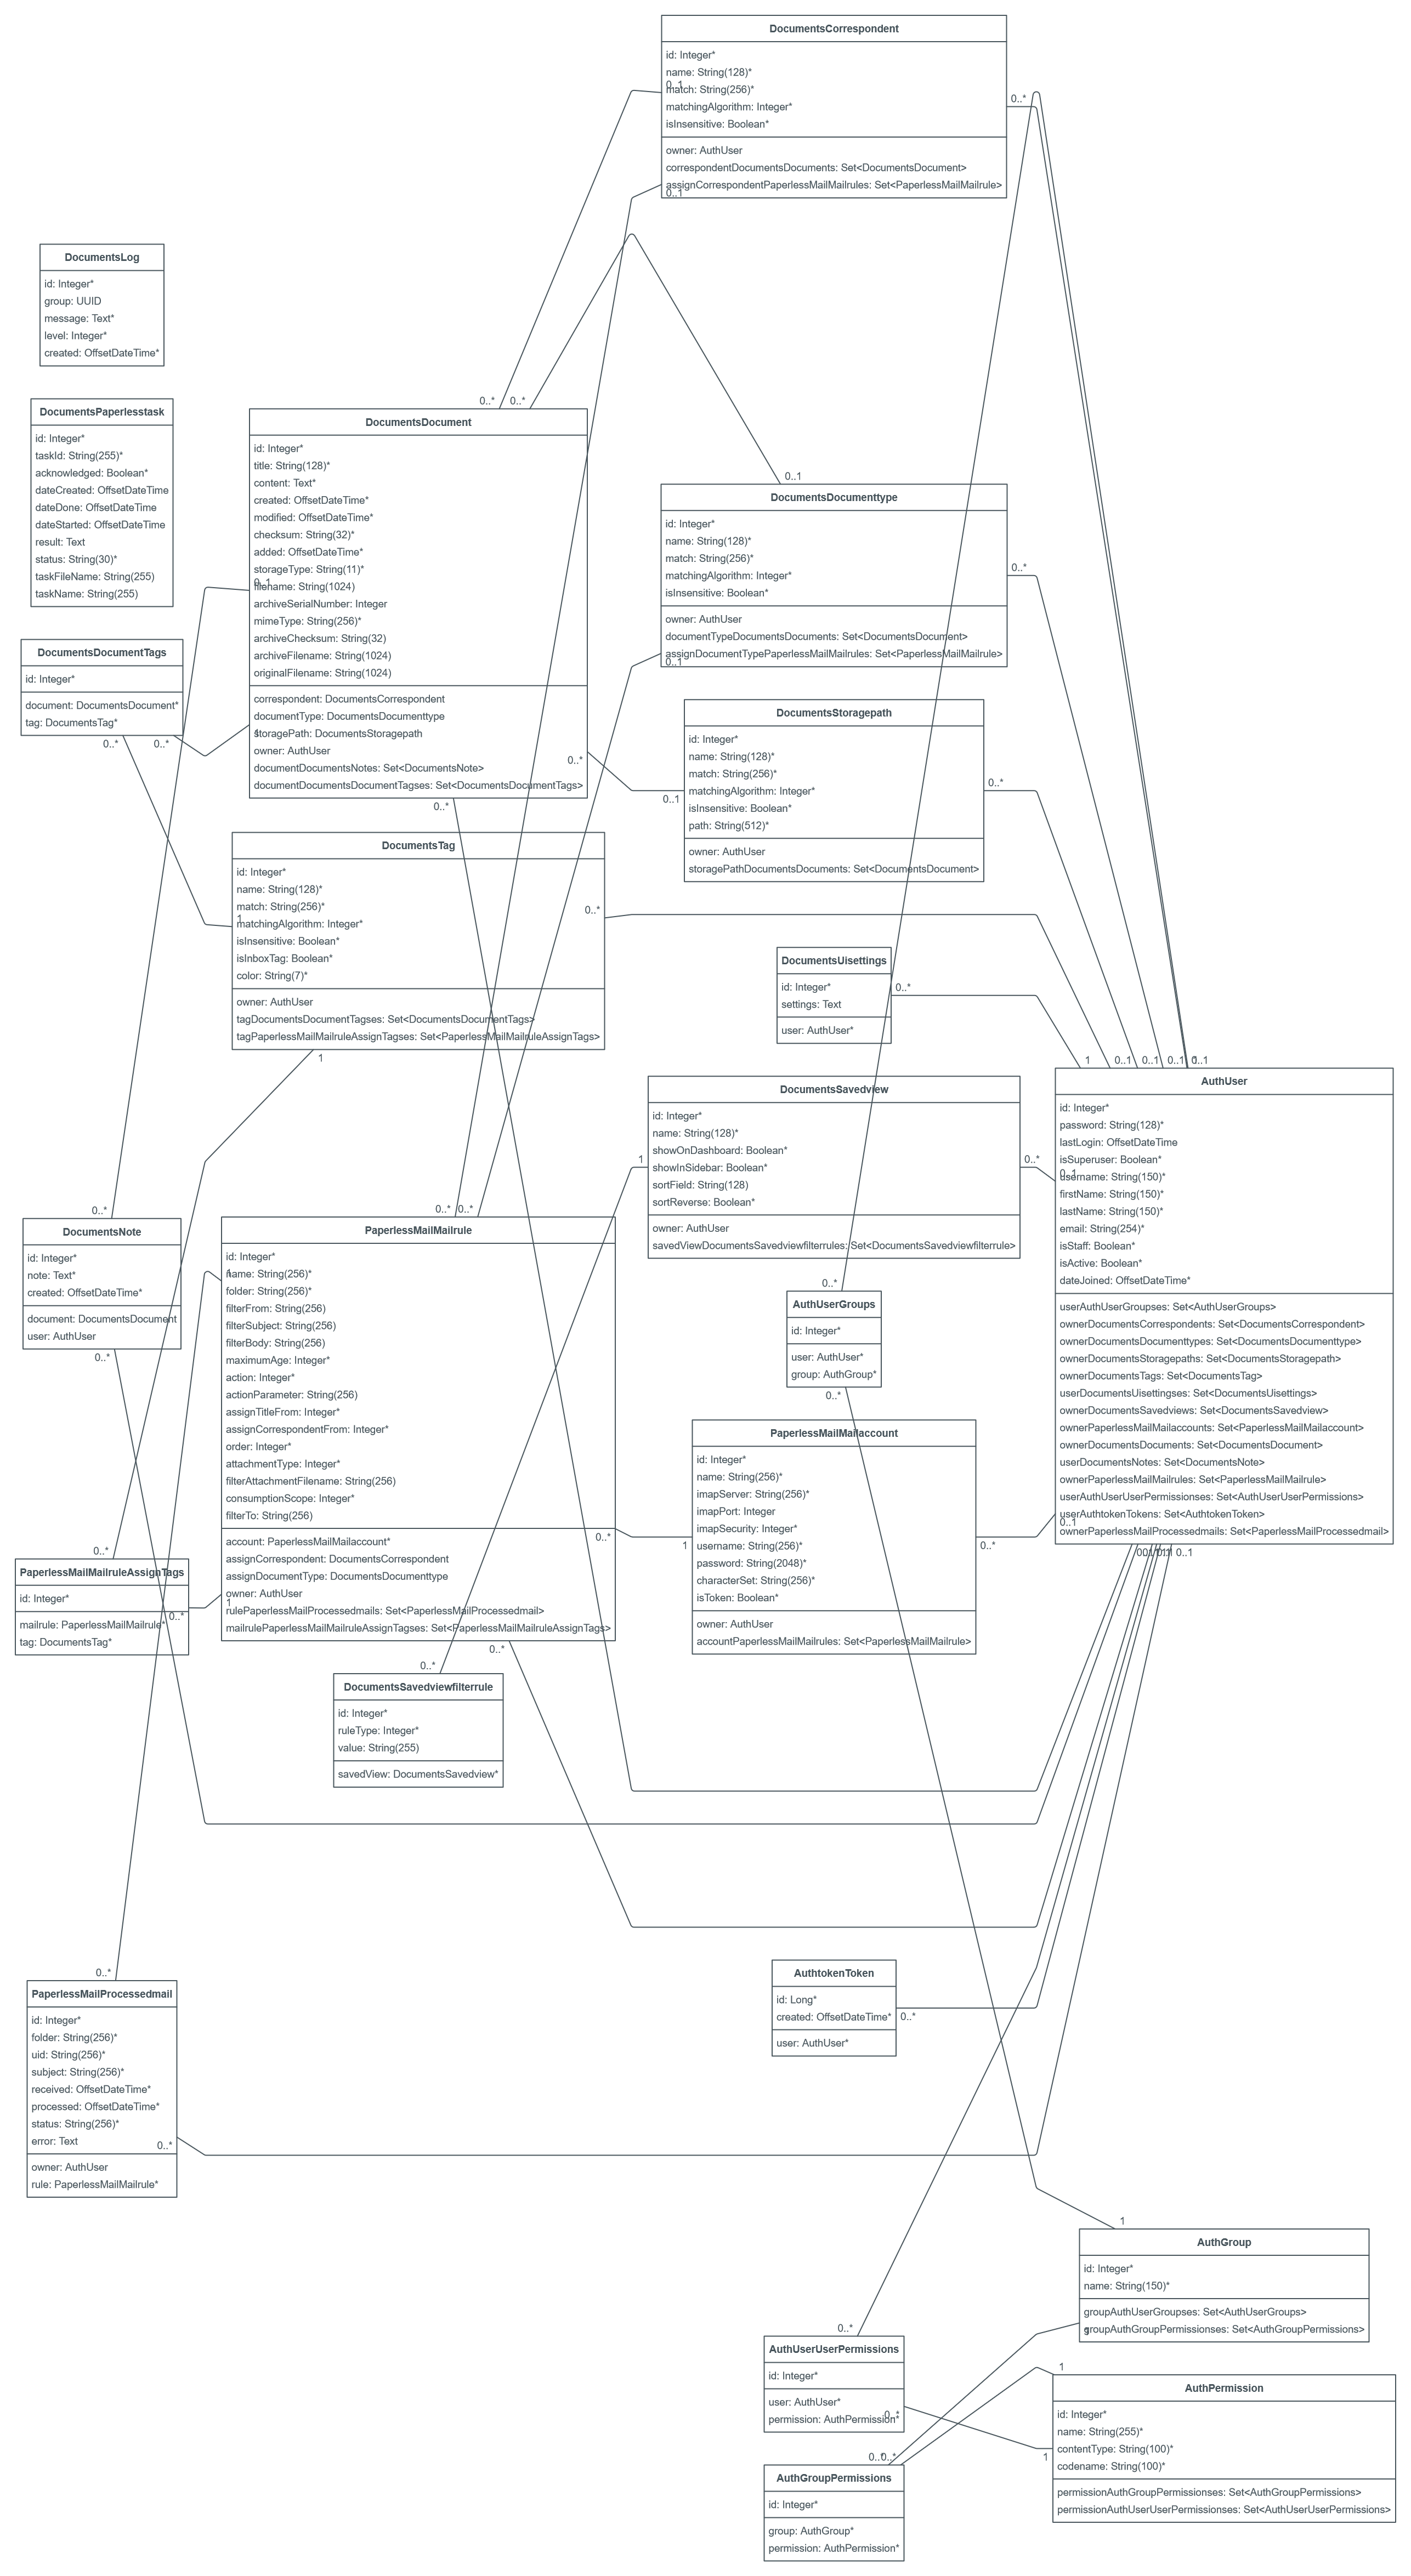 DocumentsCorrespondent
id: Integer*
name: String(128)*
match: String(256)*
matchingAlgorithm: Integer*
isInsensitive: Boolean*
owner: AuthUser
correspondentDocumentsDocuments: Set<DocumentsDocument>
assignCorrespondentPaperlessMailMailrules: Set<PaperlessMailMailrule>
0..1
0..1
0..*
DocumentsLog
id: Integer*
group: UUID
message: Text*
level: Integer*
created: OffsetDateTime*
DocumentsPaperlesstask
id: Integer*
taskId: String(255)*
acknowledged: Boolean*
dateCreated: OffsetDateTime
dateDone: OffsetDateTime
dateStarted: OffsetDateTime
result: Text
status: String(30)*
taskFileName: String(255)
taskName: String(255)
0..*
0..*
DocumentsDocument
id: Integer*
title: String(128)*
content: Text*
created: OffsetDateTime*
modified: OffsetDateTime*
checksum: String(32)*
added: OffsetDateTime*
storageType: String(11)*
filename: String(1024)
archiveSerialNumber: Integer
mimeType: String(256)*
archiveChecksum: String(32)
archiveFilename: String(1024)
originalFilename: String(1024)
correspondent: DocumentsCorrespondent
documentType: DocumentsDocumenttype
storagePath: DocumentsStoragepath
owner: AuthUser
documentDocumentsNotes: Set<DocumentsNote>
documentDocumentsDocumentTagses: Set<DocumentsDocumentTags>
0..1
1
0..*
0..*
0..1
DocumentsDocumenttype
id: Integer*
name: String(128)*
match: String(256)*
matchingAlgorithm: Integer*
isInsensitive: Boolean*
owner: AuthUser
documentTypeDocumentsDocuments: Set<DocumentsDocument>
assignDocumentTypePaperlessMailMailrules: Set<PaperlessMailMailrule>
0..1
0..*
DocumentsDocumentTags
id: Integer*
document: DocumentsDocument*
tag: DocumentsTag*
0..*
0..*
DocumentsStoragepath
id: Integer*
name: String(128)*
match: String(256)*
matchingAlgorithm: Integer*
isInsensitive: Boolean*
path: String(512)*
owner: AuthUser
storagePathDocumentsDocuments: Set<DocumentsDocument>
0..1
0..*
DocumentsTag
id: Integer*
name: String(128)*
match: String(256)*
matchingAlgorithm: Integer*
isInsensitive: Boolean*
isInboxTag: Boolean*
color: String(7)*
owner: AuthUser
tagDocumentsDocumentTagses: Set<DocumentsDocumentTags>
tagPaperlessMailMailruleAssignTagses: Set<PaperlessMailMailruleAssignTags>
1
0..*
1
DocumentsUisettings
id: Integer*
settings: Text
user: AuthUser*
0..*
DocumentsSavedview
id: Integer*
name: String(128)*
showOnDashboard: Boolean*
showInSidebar: Boolean*
sortField: String(128)
sortReverse: Boolean*
owner: AuthUser
savedViewDocumentsSavedviewfilterrules: Set<DocumentsSavedviewfilterrule>
1
0..*
1
0..1
0..1
0..1
0..1
AuthUser
id: Integer*
password: String(128)*
lastLogin: OffsetDateTime
isSuperuser: Boolean*
username: String(150)*
firstName: String(150)*
lastName: String(150)*
email: String(254)*
isStaff: Boolean*
isActive: Boolean*
dateJoined: OffsetDateTime*
userAuthUserGroupses: Set<AuthUserGroups>
ownerDocumentsCorrespondents: Set<DocumentsCorrespondent>
ownerDocumentsDocumenttypes: Set<DocumentsDocumenttype>
ownerDocumentsStoragepaths: Set<DocumentsStoragepath>
ownerDocumentsTags: Set<DocumentsTag>
userDocumentsUisettingses: Set<DocumentsUisettings>
ownerDocumentsSavedviews: Set<DocumentsSavedview>
ownerPaperlessMailMailaccounts: Set<PaperlessMailMailaccount>
ownerDocumentsDocuments: Set<DocumentsDocument>
userDocumentsNotes: Set<DocumentsNote>
ownerPaperlessMailMailrules: Set<PaperlessMailMailrule>
userAuthUserUserPermissionses: Set<AuthUserUserPermissions>
userAuthtokenTokens: Set<AuthtokenToken>
ownerPaperlessMailProcessedmails: Set<PaperlessMailProcessedmail>
0..1
0..1
0..1
0..*
DocumentsNote
id: Integer*
note: Text*
created: OffsetDateTime*
document: DocumentsDocument
user: AuthUser
0..*
0..*
0..*
PaperlessMailMailrule
id: Integer*
name: String(256)*
folder: String(256)*
filterFrom: String(256)
filterSubject: String(256)
filterBody: String(256)
maximumAge: Integer*
action: Integer*
actionParameter: String(256)
assignTitleFrom: Integer*
assignCorrespondentFrom: Integer*
order: Integer*
attachmentType: Integer*
filterAttachmentFilename: String(256)
consumptionScope: Integer*
filterTo: String(256)
account: PaperlessMailMailaccount*
assignCorrespondent: DocumentsCorrespondent
assignDocumentType: DocumentsDocumenttype
owner: AuthUser
rulePaperlessMailProcessedmails: Set<PaperlessMailProcessedmail>
mailrulePaperlessMailMailruleAssignTagses: Set<PaperlessMailMailruleAssignTags>
1
1
0..*
0..*
0..*
AuthUserGroups
id: Integer*
user: AuthUser*
group: AuthGroup*
0..*
PaperlessMailMailaccount
id: Integer*
name: String(256)*
imapServer: String(256)*
imapPort: Integer
imapSecurity: Integer*
username: String(256)*
password: String(2048)*
characterSet: String(256)*
isToken: Boolean*
owner: AuthUser
accountPaperlessMailMailrules: Set<PaperlessMailMailrule>
1
0..*
0..*
PaperlessMailMailruleAssignTags
id: Integer*
mailrule: PaperlessMailMailrule*
tag: DocumentsTag*
0..*
0..*
DocumentsSavedviewfilterrule
id: Integer*
ruleType: Integer*
value: String(255)
savedView: DocumentsSavedview*
0..*
PaperlessMailProcessedmail
id: Integer*
folder: String(256)*
uid: String(256)*
subject: String(256)*
received: OffsetDateTime*
processed: OffsetDateTime*
status: String(256)*
error: Text
owner: AuthUser
rule: PaperlessMailMailrule*
0..*
AuthtokenToken
id: Long*
created: OffsetDateTime*
user: AuthUser*
0..*
1
AuthGroup
id: Integer*
name: String(150)*
groupAuthUserGroupses: Set<AuthUserGroups>
groupAuthGroupPermissionses: Set<AuthGroupPermissions>
1
0..*
AuthUserUserPermissions
id: Integer*
user: AuthUser*
permission: AuthPermission*
0..*
1
AuthPermission
id: Integer*
name: String(255)*
contentType: String(100)*
codename: String(100)*
permissionAuthGroupPermissionses: Set<AuthGroupPermissions>
permissionAuthUserUserPermissionses: Set<AuthUserUserPermissions>
1
0..*
0..*
AuthGroupPermissions
id: Integer*
group: AuthGroup*
permission: AuthPermission*